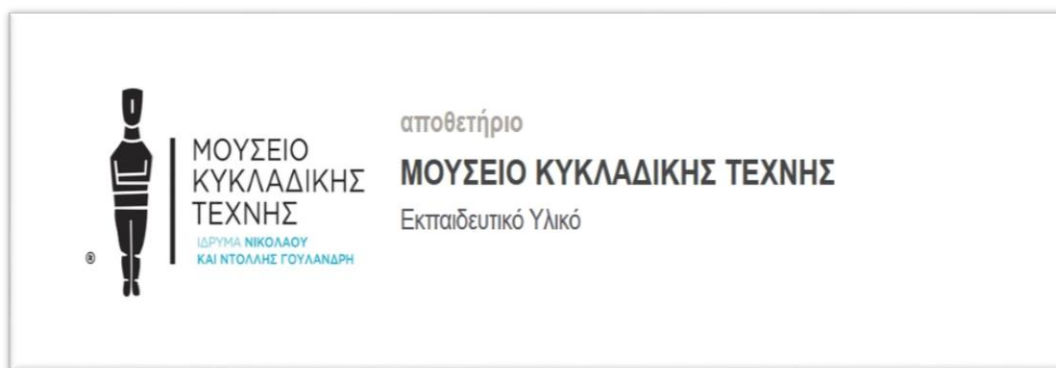 ΜΟΥΣΕΙΟ
ΚΥΚΛΑΔΙΚΗΣ
ΤΕΧΝΗΣ
ΙΔΡΥΜΑ ΝΙΚΟΛΑΟΥ
ΚΑΙ ΝΤΟΛΛΗΣ ΓΟΥΛΑΝΔΡΗ
®
αποθετήριο
ΜΟΥΣΕΙΟ ΚΥΚΛΑΔΙΚΗΣ ΤΕΧΝΗΣ
Εκπαιδευτικό Υλικό